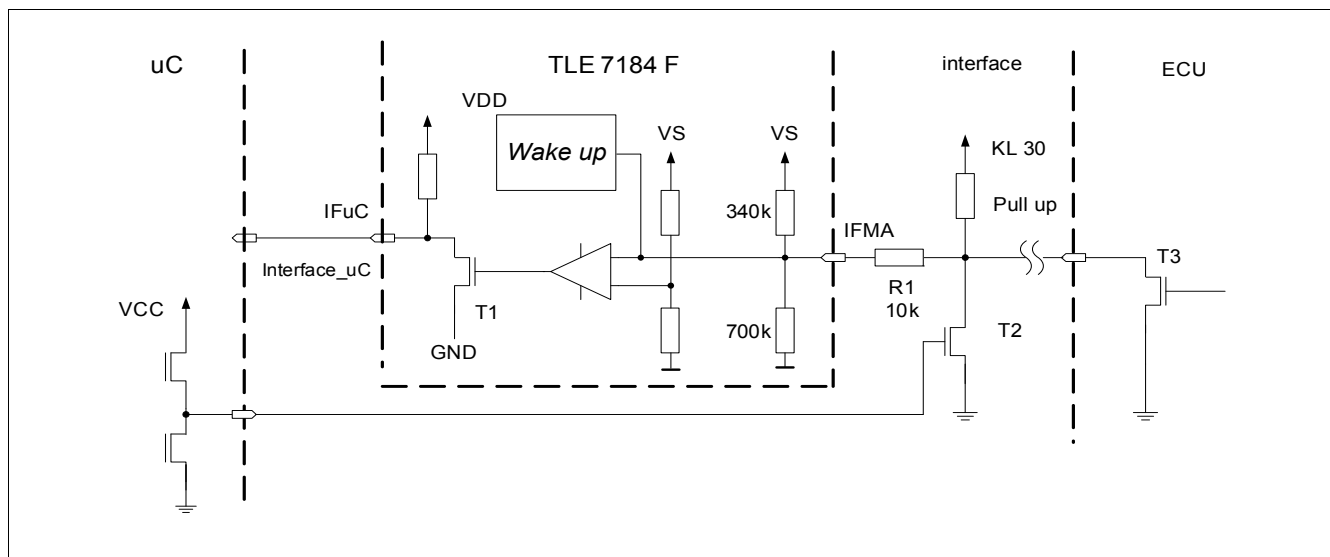 uC
TLE 7184 F
interface
ECU
VDD
Wake up
VS
VS
KL 30
340k
Pull up
IFuC
IFMA
T3
Interface_uC
R1
10k
T1
T2
VCC
700k
GND